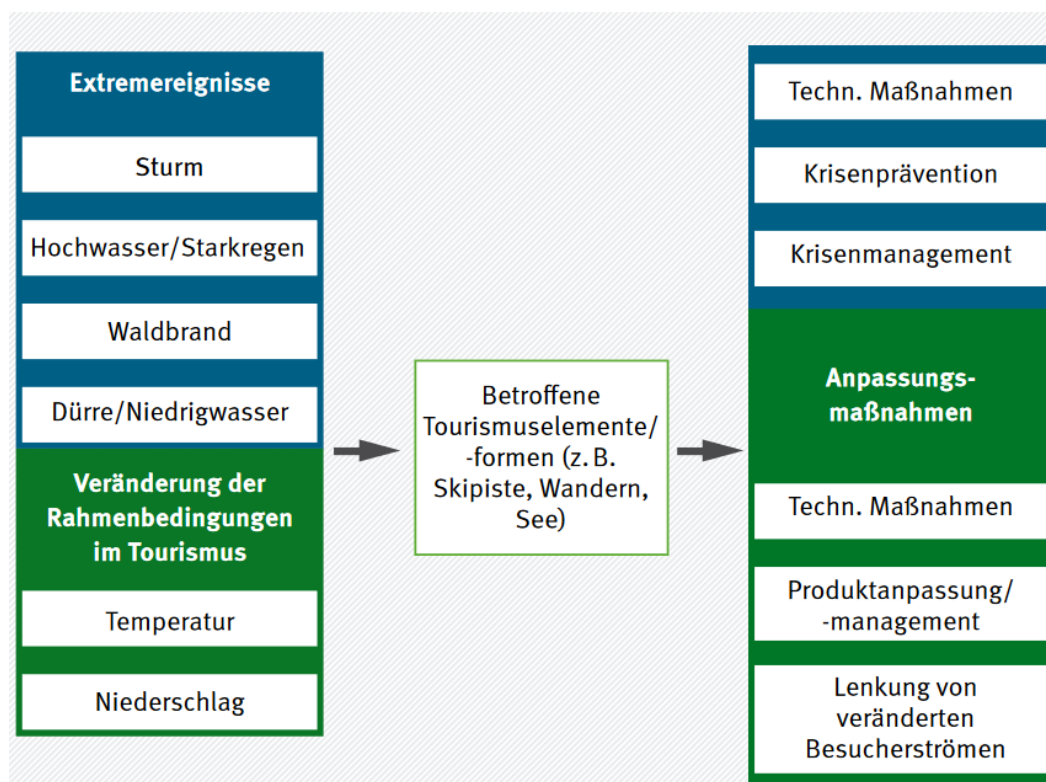 Extremereignisse
Sturm
Hochwasser/Starkregen
Waldbrand
Dürre/Niedrigwasser
Veränderung der
Rahmenbedingungen
im Tourismus
Temperatur
Niederschlag
Betroffene
Tourismuselemente/
-formen (z. B.
Skipiste, Wandern,
See)
Techn. Maßnahmen
Krisenprävention
Krisenmanagement
Anpassungs-
maßnahmen
Techn. Maßnahmen
Produktanpassung/
-management
Lenkung von
veränderten
Besucherströmen